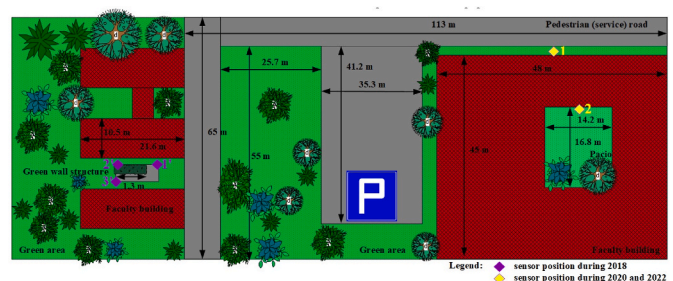 113 m
Pedestrian (service) road
1
25.7 m
41.2 m
48 m
35.3 m
65 m
10.5 m
21.6 m
2
14.2 m
16.8 m
Pacio
55 m
45 m
Green wall structure
1.3 m
P
Faculty building
Green area
Green area
Faculty building
Legend:
sensor position during 2018
sensor position during 2020 and 2022